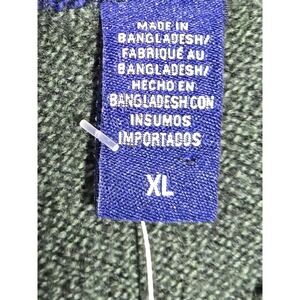 MADE IN
BANGLADESH/
FABRIQUÉ AU
BANGLADESH/
HECHO EN
BANGLADESH CON
INSUMOS
IMPORTADOS
XL